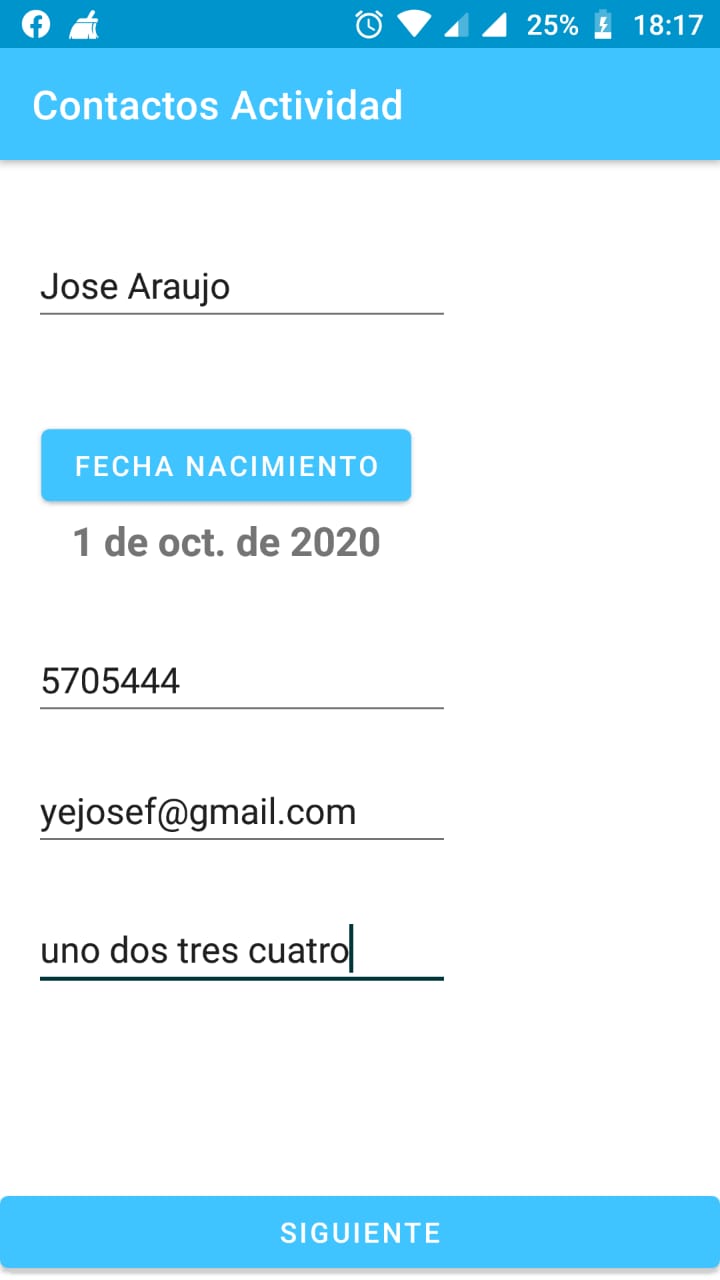 25% 18:17
Contactos Actividad
Jose Araujo
FECHA NACIMIENTO
1 de oct. de 2020
5705444
yejosef@gmail.com
uno dos tres cuatro
SIGUIENTE